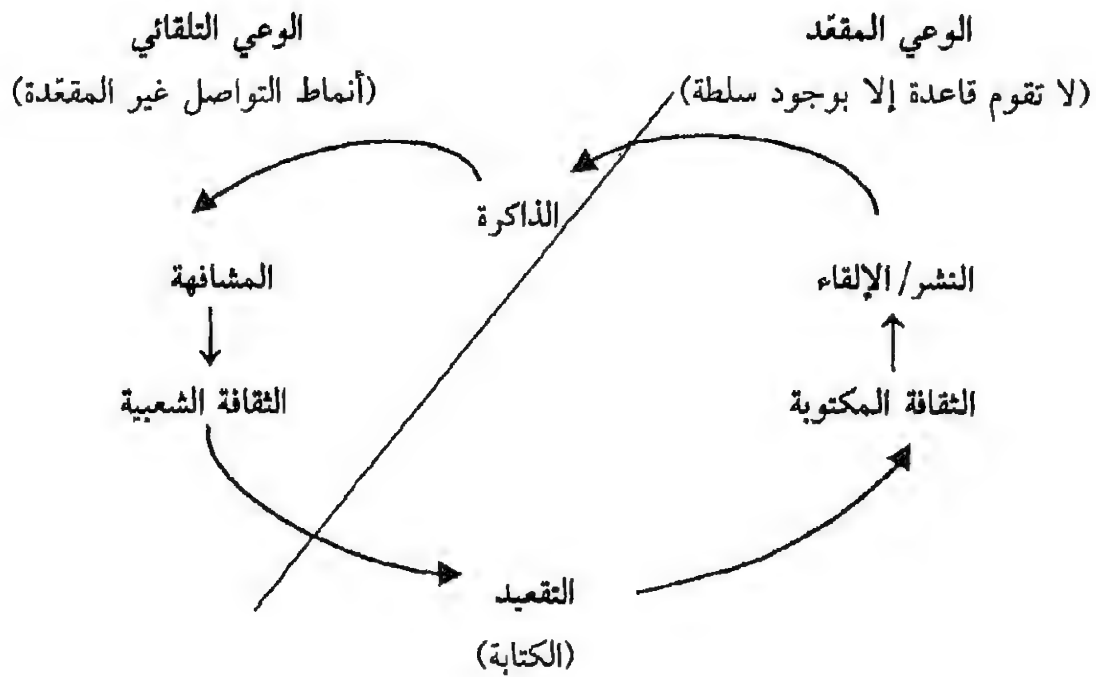 الوعي المقعّد
(لا تقوم قاعدة إلا بوجود سلطة)
الوعي التلقائي
(أنماط التواصل غير المقعّدة)
الذاكرة
النشر/الإلقاء
المشافهة
الثقافة المكتوبة
الثقافة الشعبية
التقعيد
(الكتابة)